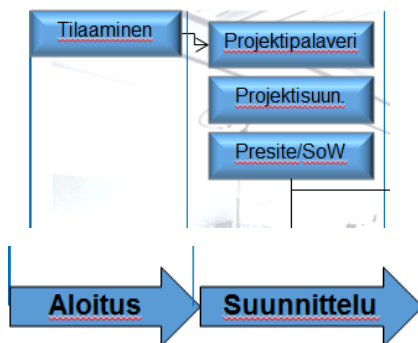 Tilaaminen
Projektipalaveri
Projektisuun.
Presite/SoW
Aloitus
Suunnittelu